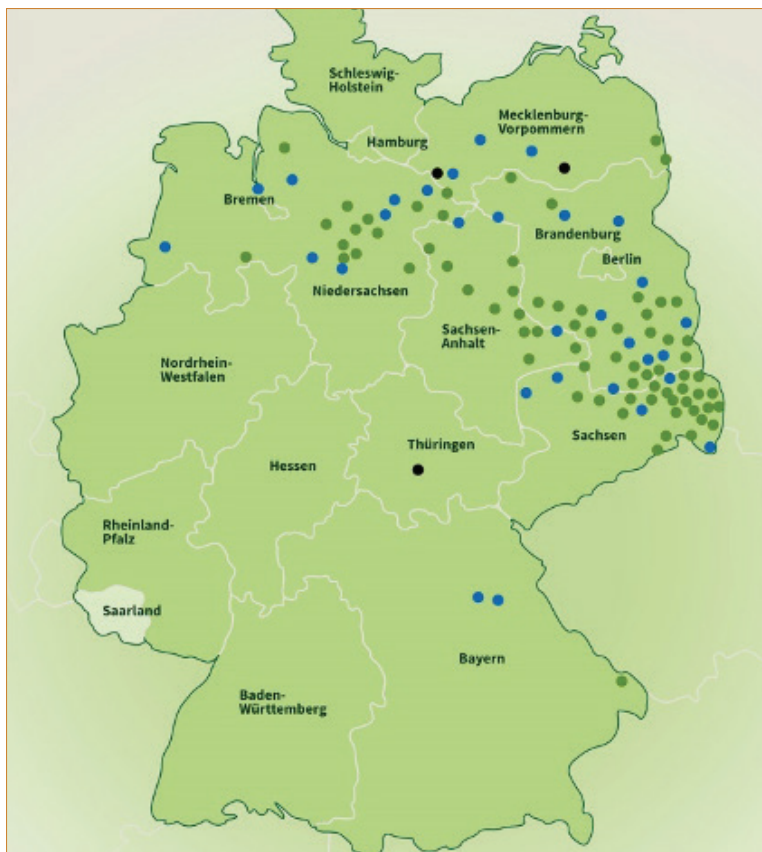 Schleswig-
Holstein
Mecklenburg-
Vorpommern
Hamburg
Bremen
Brandenburg
Berlin
Niedersachsen
Sachsen-
Anhalt
Nordrhein-
Westfalen
Sachsen
Thüringen
Hessen
Rheinland-
Pfalz
Saarland
Bayern
Baden-
Württemberg